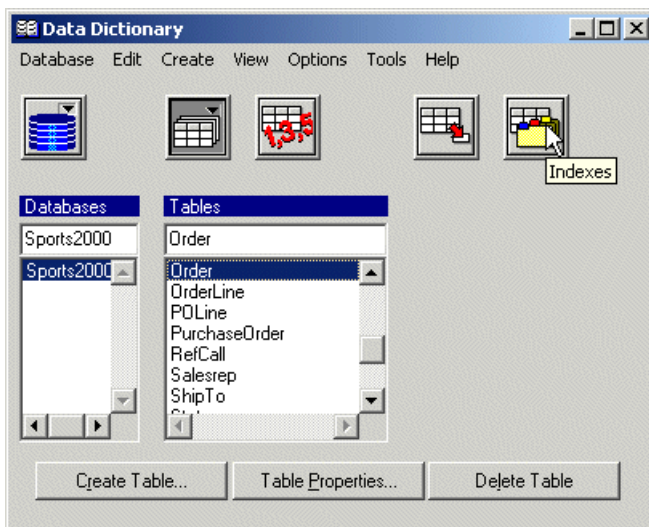 Data Dictionary
Database Edit Create View Options Tools Help
1,3,5
Indexes
Databases Tables
Sports2000 Order
Sports2000 Order
OrderLine
POLine
PurchaseOrder
RefCall
Salesrep
ShipTo
Create Table... Table Properties... Delete Table